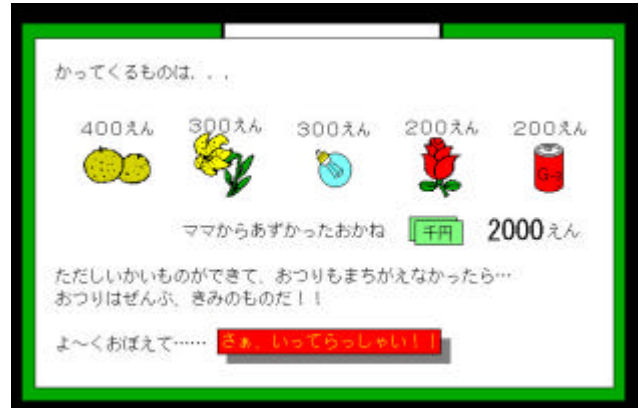 かってくるものは．．．
400えん 300えん 300えん 200えん 200えん
ママからあずかったおかね 千円 2000えん
ただしいかいものができて、おつりもまちがえなかったら…
おつりはぜんぶ、きみのものだ！！
よ～くおぼえて…… さぁ、いってらっしゃい！！